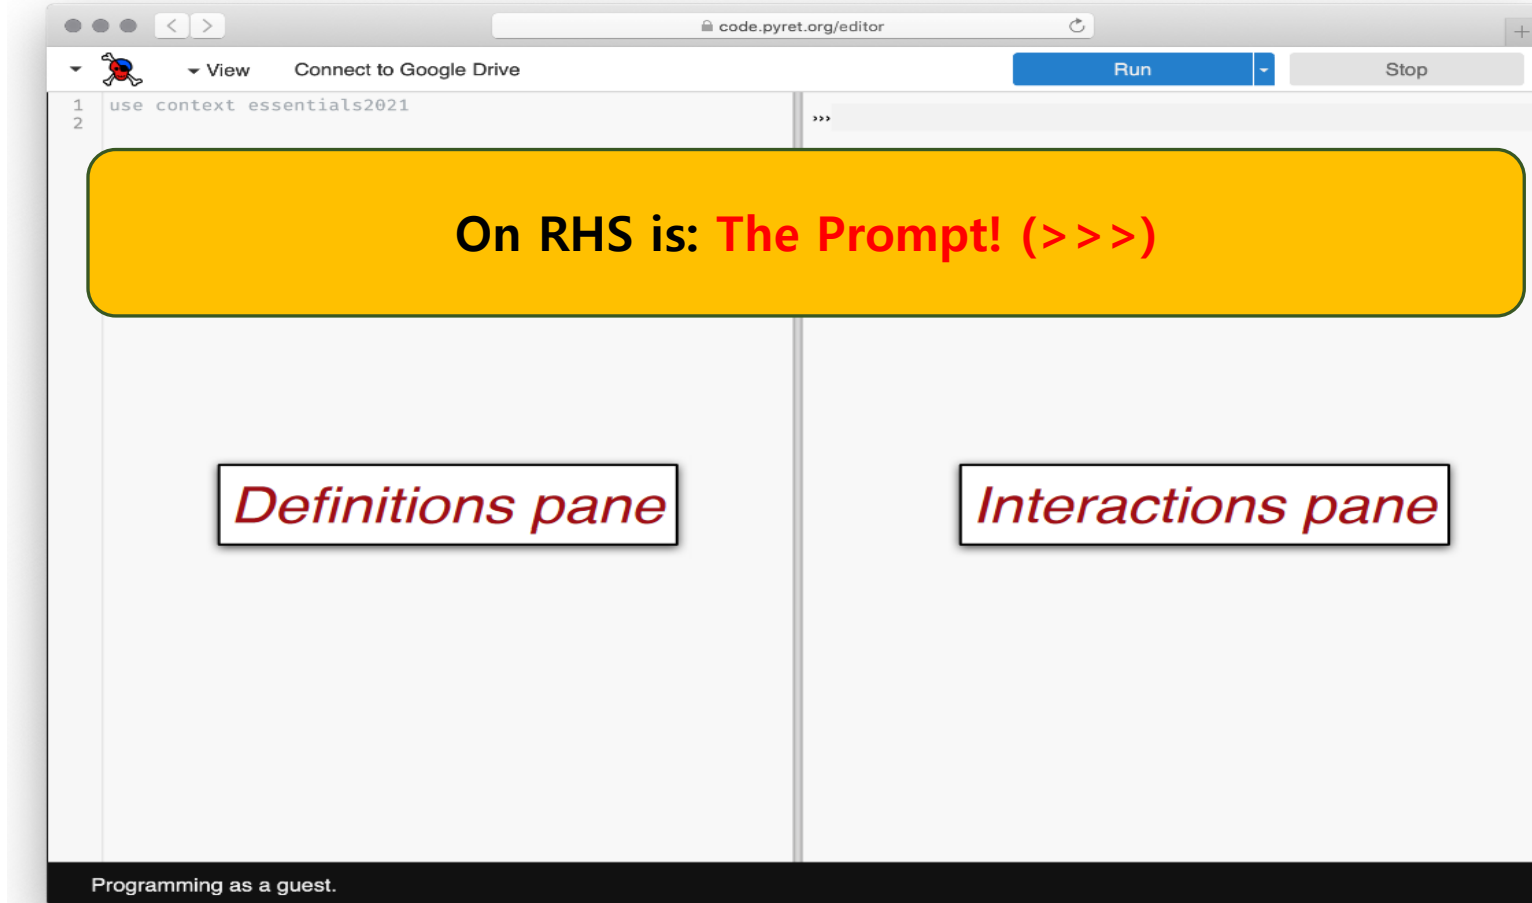 code.pyret.org/editor
View
Connect to Google Drive
Run
Stop
1 use context essentials2021
2
›››
On RHS is: The Prompt! (>>>)
Definitions pane
Interactions pane
Programming as a guest.